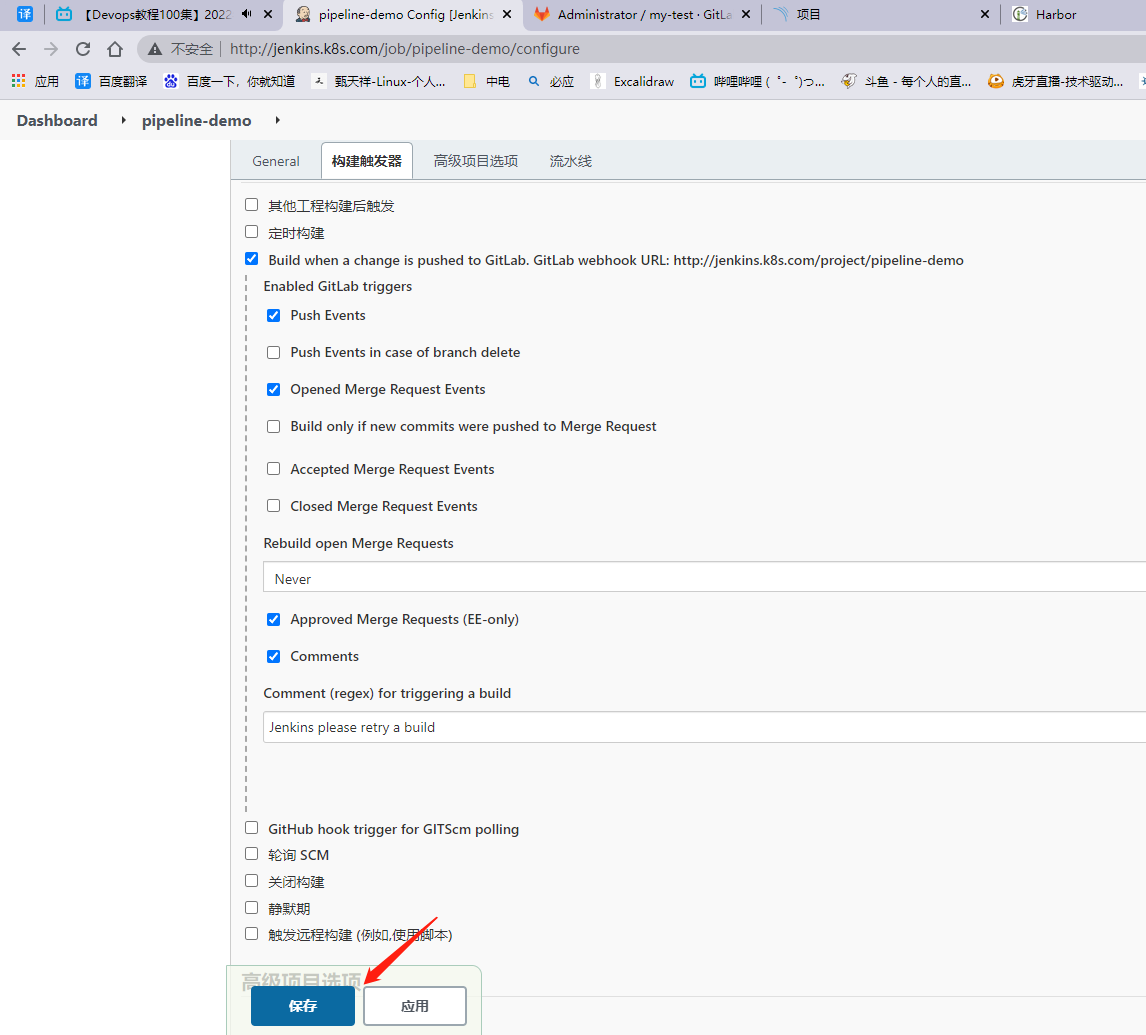 译 【Devops教程100集】2022 pipeline-demo Config [Jenkins Administrator / my-test · GitLa 项目 Harbor
不安全 http://jenkins.k8s.com/job/pipeline-demo/configure
应用 译 百度翻译 百度一下，你就知道 甄天祥-Linux-个人... 中电 必应 Excalidraw 哔哩哔哩 ( ゜- ゜)つ... 斗鱼 - 每个人的直... 虎牙直播-技术驱动...
Dashboard pipeline-demo
General 构建触发器 高级项目选项 流水线
其他工程构建后触发
定时构建
Build when a change is pushed to GitLab. GitLab webhook URL: http://jenkins.k8s.com/project/pipeline-demo
Enabled GitLab triggers
Push Events
Push Events in case of branch delete
Opened Merge Request Events
Build only if new commits were pushed to Merge Request
Accepted Merge Request Events
Closed Merge Request Events
Rebuild open Merge Requests
Never
Approved Merge Requests (EE-only)
Comments
Comment (regex) for triggering a build
Jenkins please retry a build
GitHub hook trigger for GITScm polling
轮询 SCM
关闭构建
静默期
触发远程构建 (例如,使用脚本)
高级项目选项
保存 应用